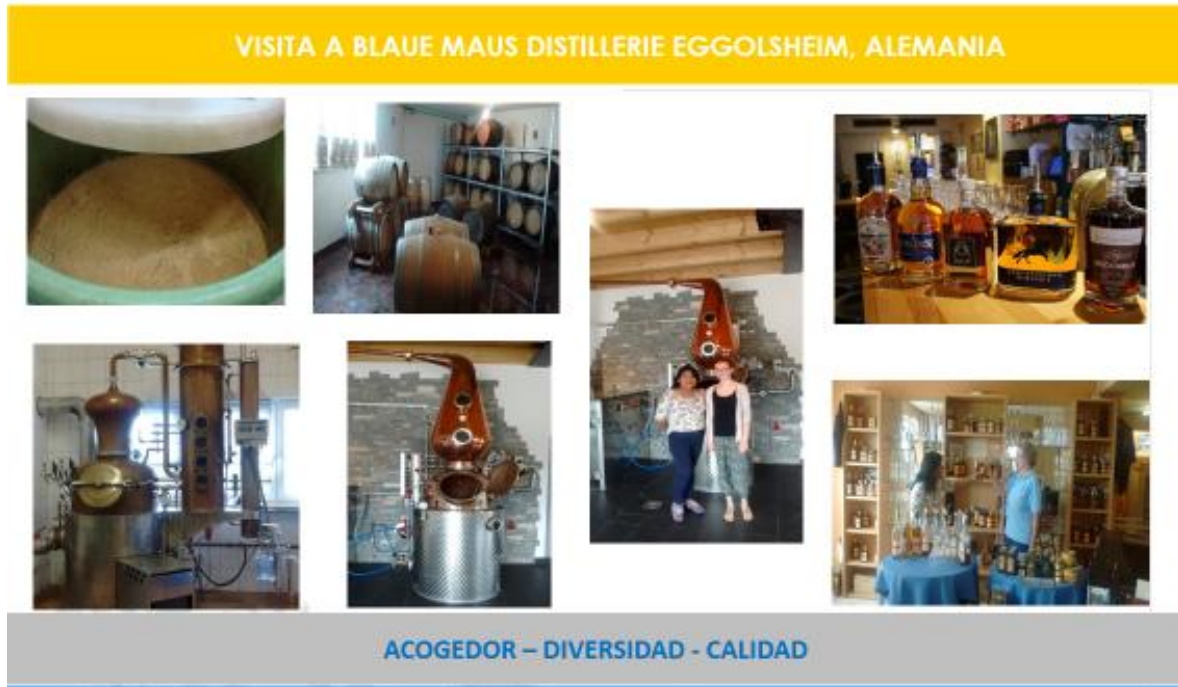 VISITA A BLAUE MAUS DISTILLERIE EGGOLSHEIM, ALEMANIA
ACOGEDOR – DIVERSIDAD - CALIDAD